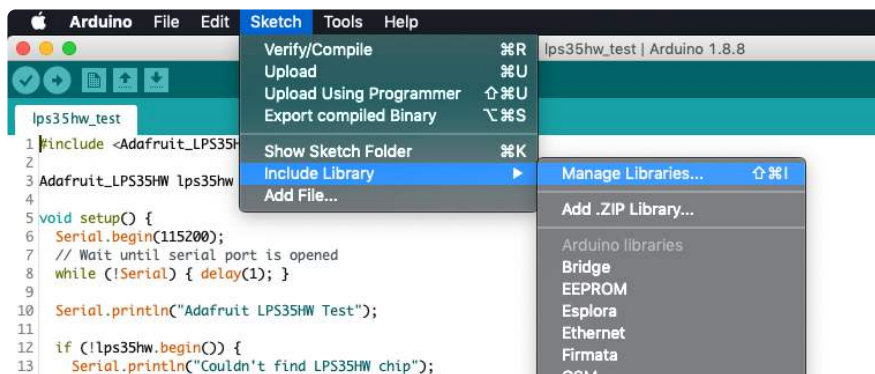 Arduino File Edit Sketch Tools Help
lps35hw_test | Arduino 1.8.8
Verify/Compile ⌘R
Upload ⌘U
Upload Using Programmer ⇧⌘U
Export compiled Binary ⌥⌘S
Show Sketch Folder ⌘K
Include Library ▶
Add File...
Manage Libraries... ⇧⌘I
Add .ZIP Library...
Arduino libraries
Bridge
EEPROM
Esplora
Ethernet
Firmata
lps35hw_test
1 #include <Adafruit_LPS35H
2
3 Adafruit_LPS35HW lps35hw
4
5 void setup() {
6 Serial.begin(115200);
7 // Wait until serial port is opened
8 while (!Serial) { delay(1); }
9
10 Serial.println("Adafruit LPS35HW Test");
11
12 if (!lps35hw.begin()) {
13 Serial.println("Couldn't find LPS35HW chip");